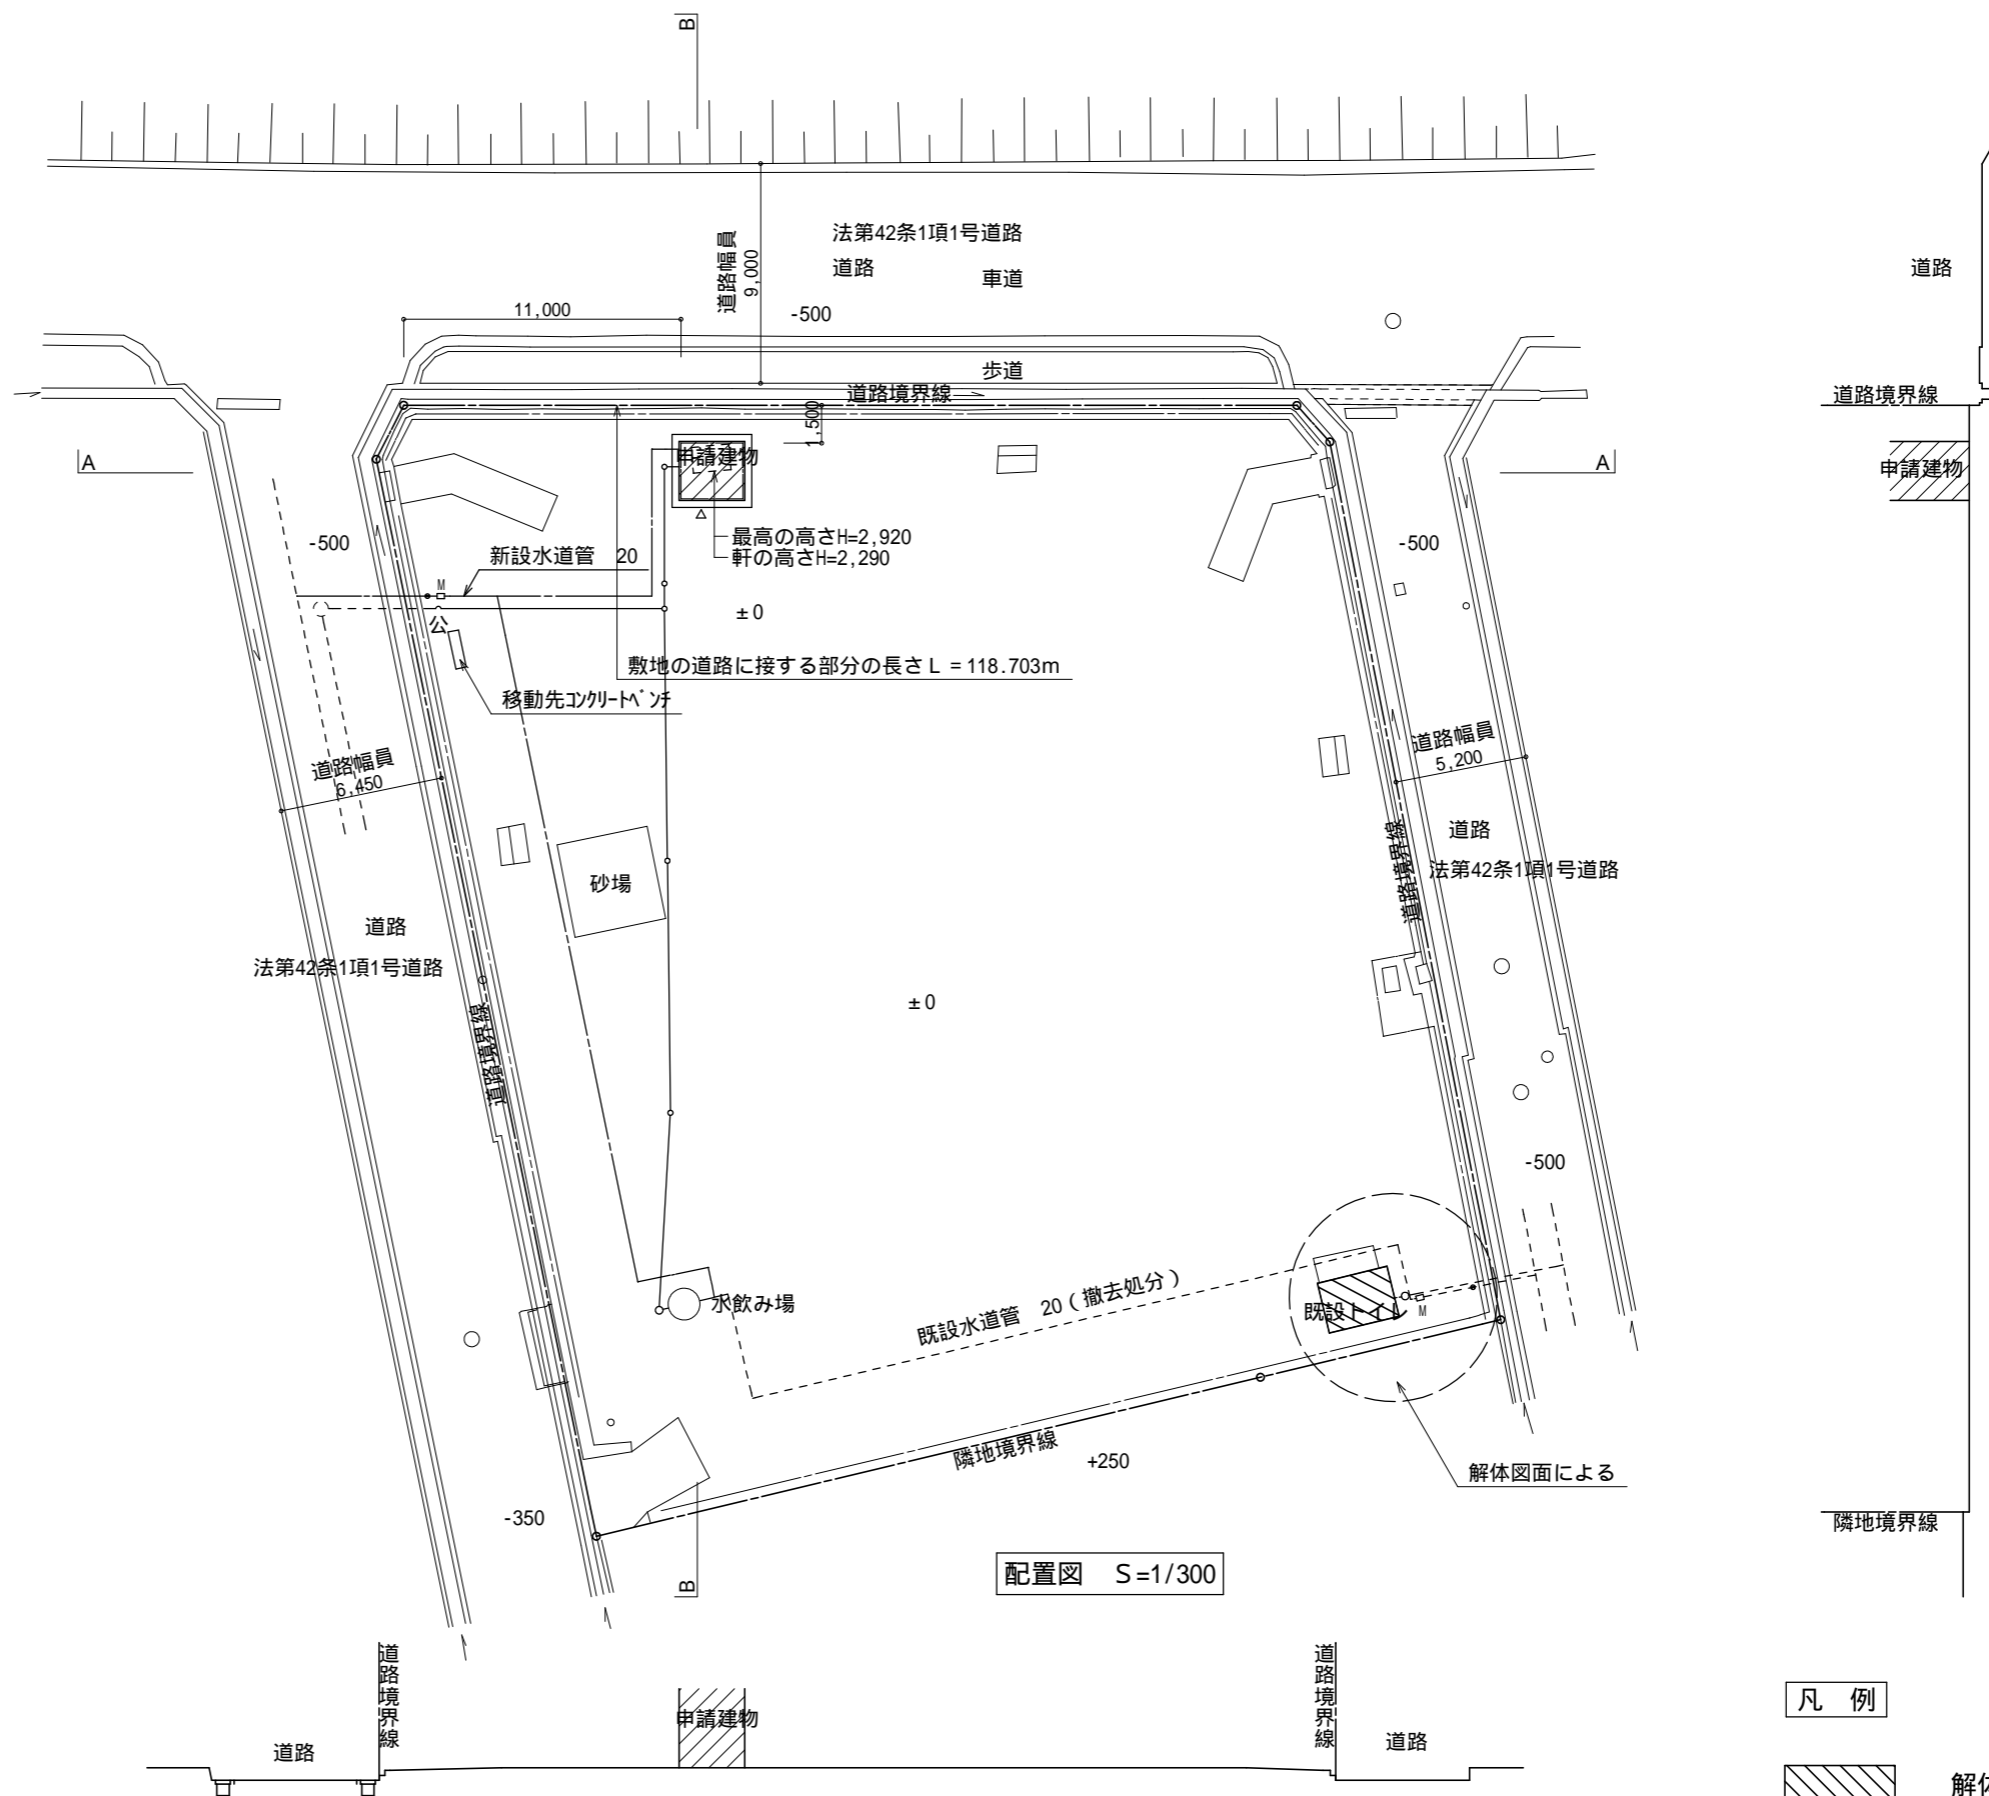 B
法第42条1項1号道路
道路
車道
道路幅員
9,000
-500
11,000
歩道
道路境界線
1,500
A
申請建物
A
最高の高さH=2,920
軒の高さH=2,290
-500
-500
新設水道管 20
M
公
±0
敷地の道路に接する部分の長さL=118.703m
移動先コンクリートベンチ
道路幅員
6,450
道路幅員
5,200
砂場
道路
法第42条1項1号道路
道路境界線
道路
法第42条1項1号道路
道路境界線
±0
-500
水飲み場
既設水道管 20(撤去処分)
既設トイレ
M
隣地境界線
+250
解体図面による
-350
B
配置図 S=1/300
道路
道路境界線
申請建物
隣地境界線
道路境界線
道路
申請建物
道路境界線
道路
凡 例